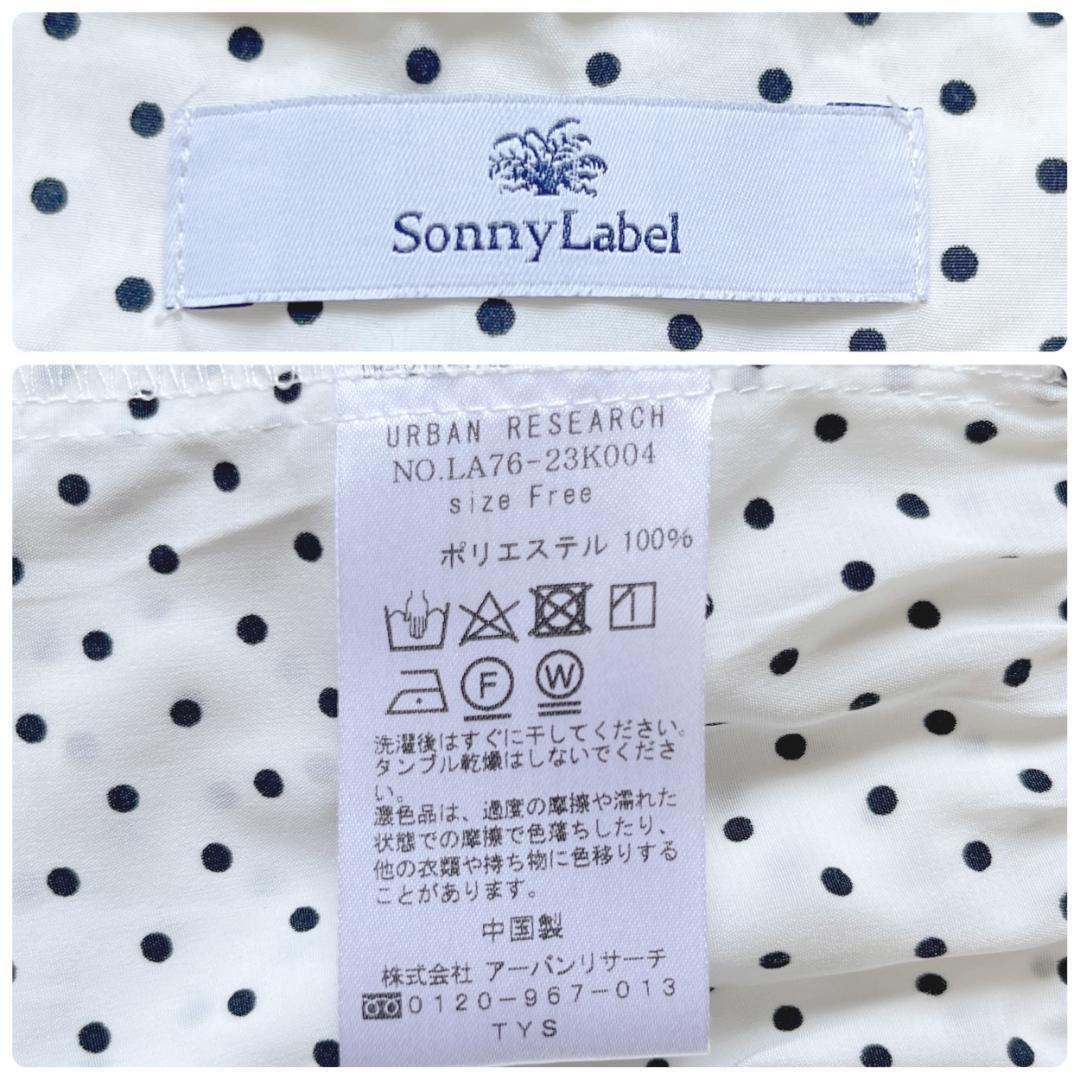 Sonny Label
URBAN RESEARCH
NO.LA76-23K004
size Free
ポリエステル 100%
F W
洗濯後はすぐに干してください。
タンブル乾燥はしないでくださ
い。
濃色品は、過度の摩擦や濡れた
状態での摩擦で色落ちしたり、
他の衣類や持ち物に色移りする
ことがあります。
中国製
株式会社 アーバンリサーチ
0120-967-013
TYS